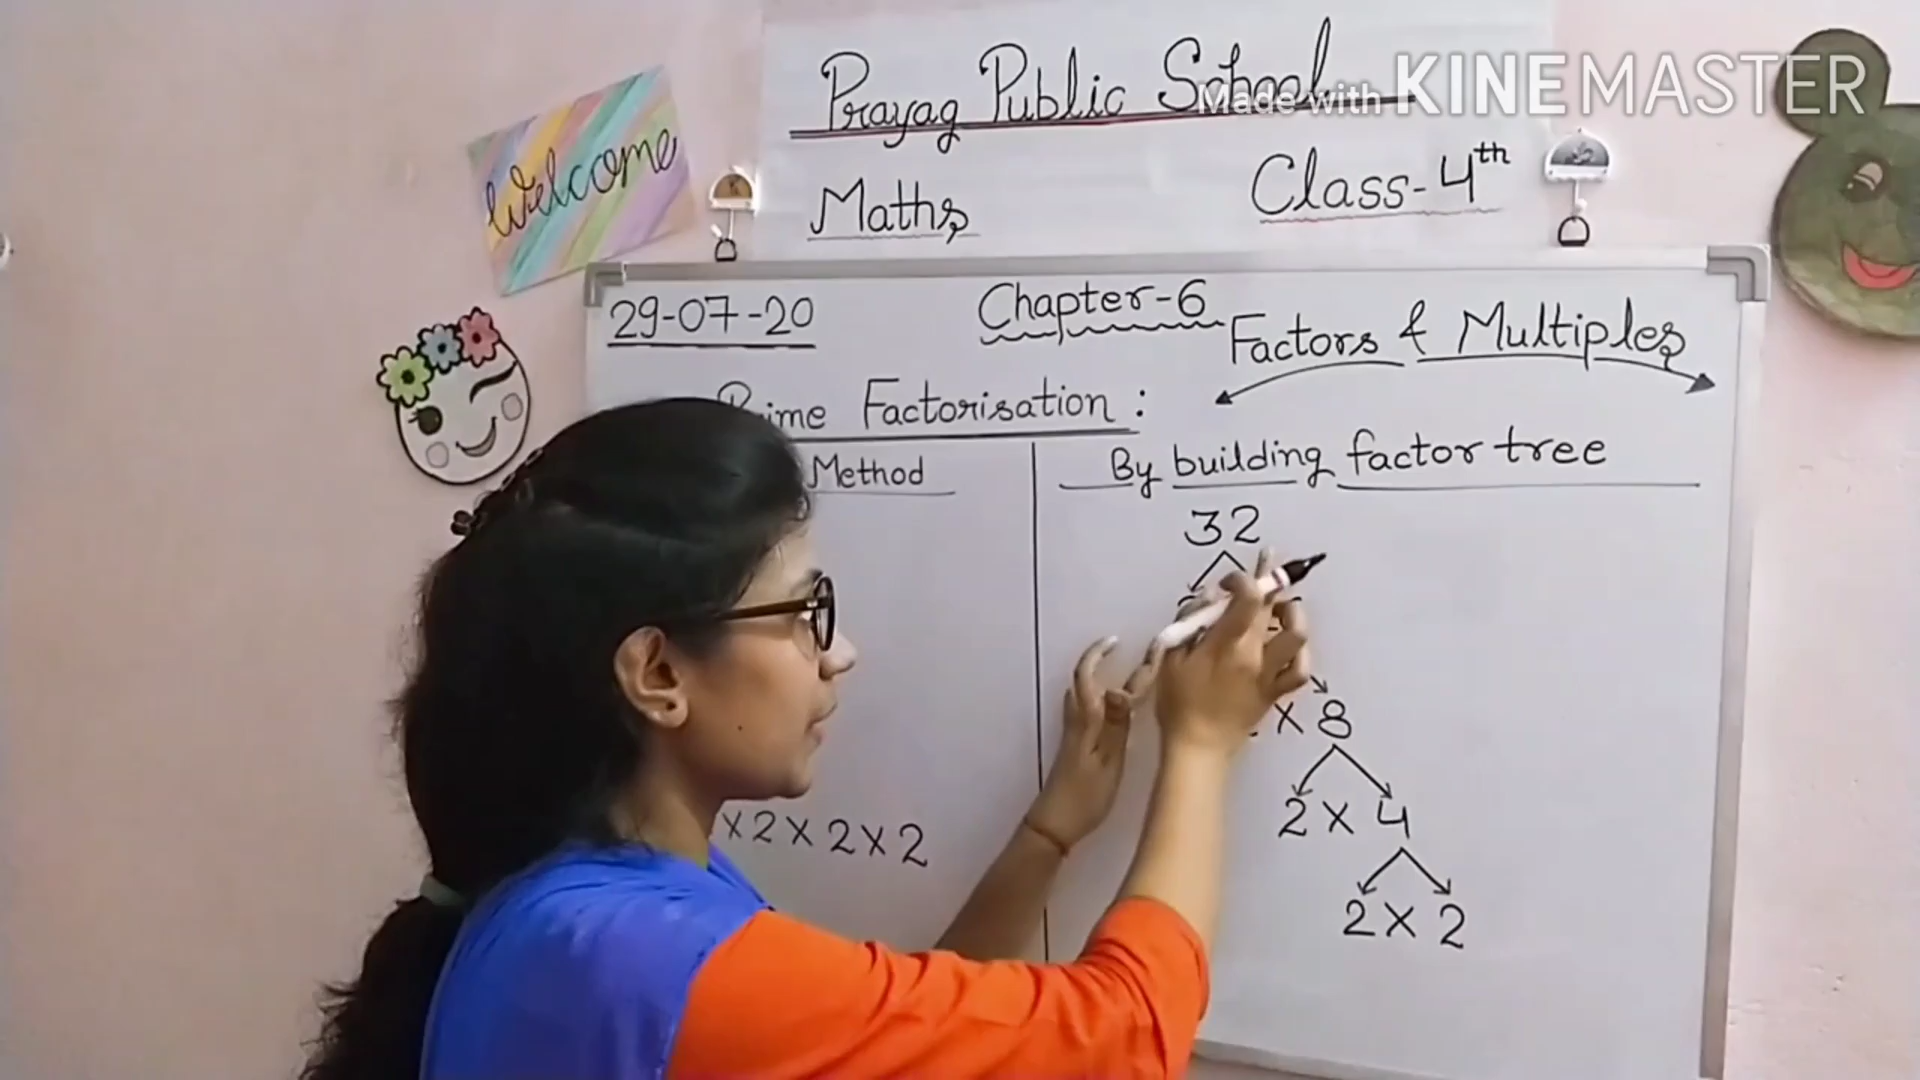 Prayag Public School
Made with KINEMASTER
welcome
Maths
Class-4th
29-07-20
Chapter-6
Factors & Multiples
Prime Factorisation :
Method
By building factor tree
32
x 8
2 x 4
x 2 x 2 x 2
2 x 2